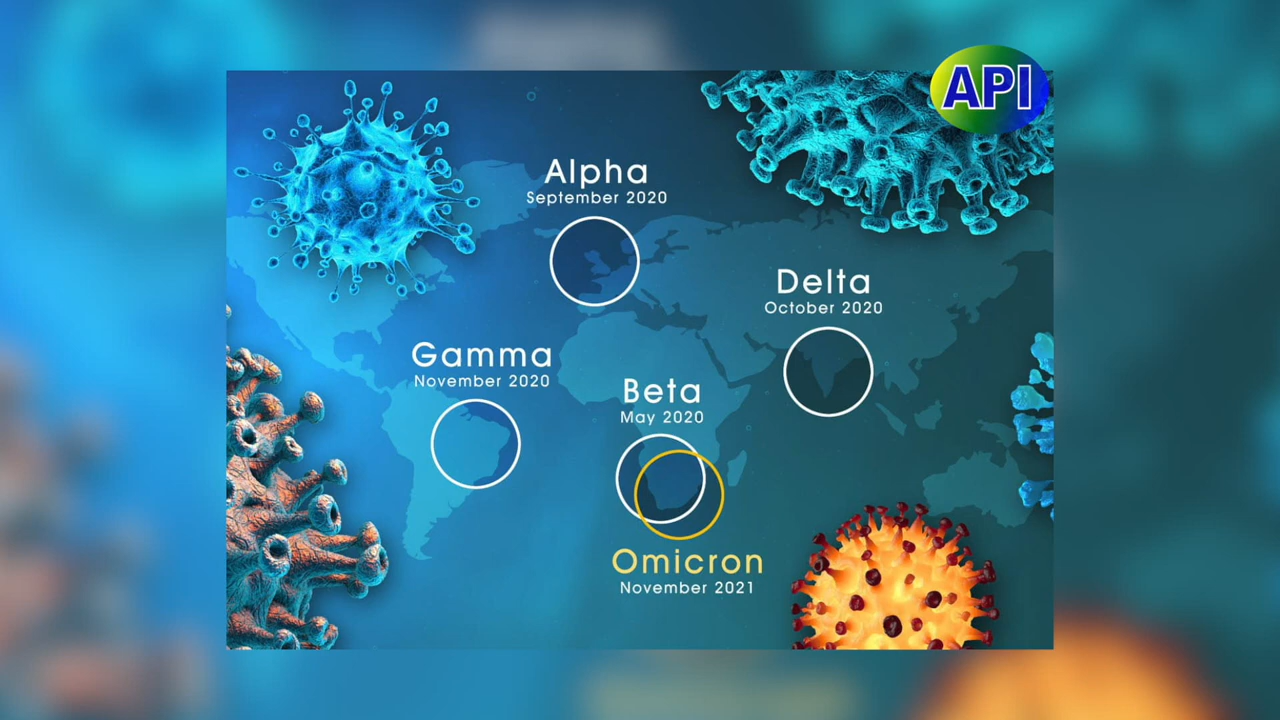 API
Alpha
September 2020
Delta
October 2020
Gamma
November 2020
Beta
May 2020
Omicron
November 2021